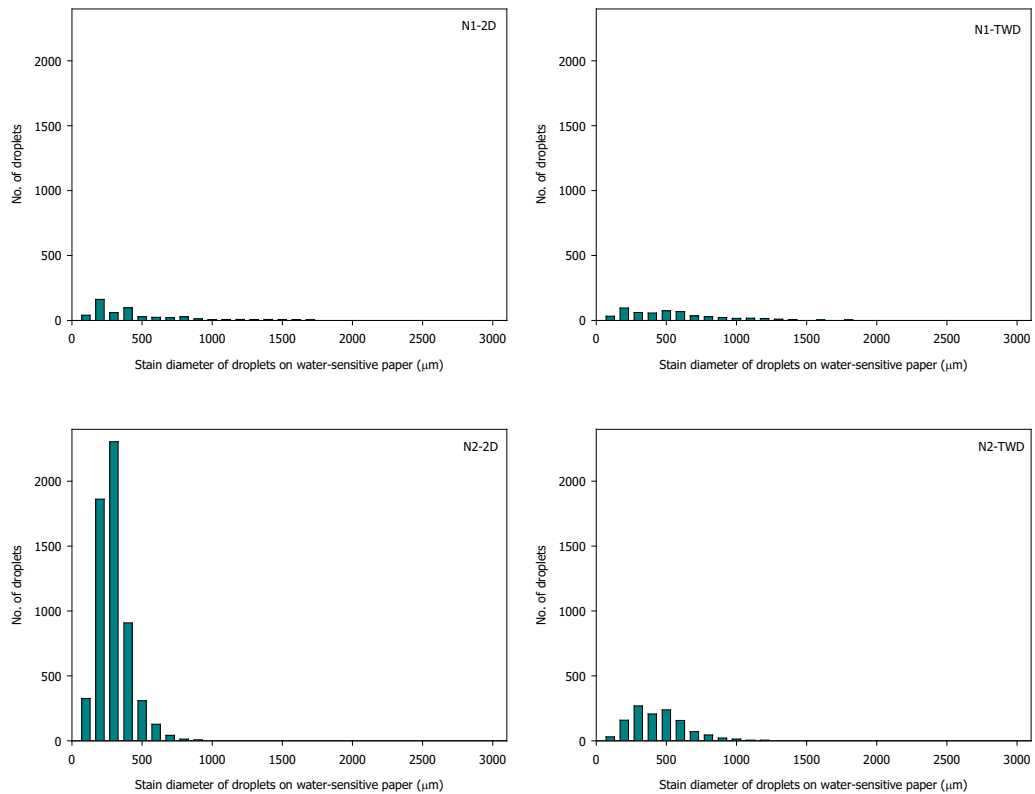 N1-2D
2000
1500
1000
500
0
No. of droplets
0 500 1000 1500 2000 2500 3000
Stain diameter of droplets on water-sensitive paper (μm)
N1-TWD
2000
1500
1000
500
0
No. of droplets
0 500 1000 1500 2000 2500 3000
Stain diameter of droplets on water-sensitive paper (μm)
N2-2D
2000
1500
1000
500
0
No. of droplets
0 500 1000 1500 2000 2500 3000
Stain diameter of droplets on water-sensitive paper (μm)
N2-TWD
2000
1500
1000
500
0
No. of droplets
0 500 1000 1500 2000 2500 3000
Stain diameter of droplets on water-sensitive paper (μm)